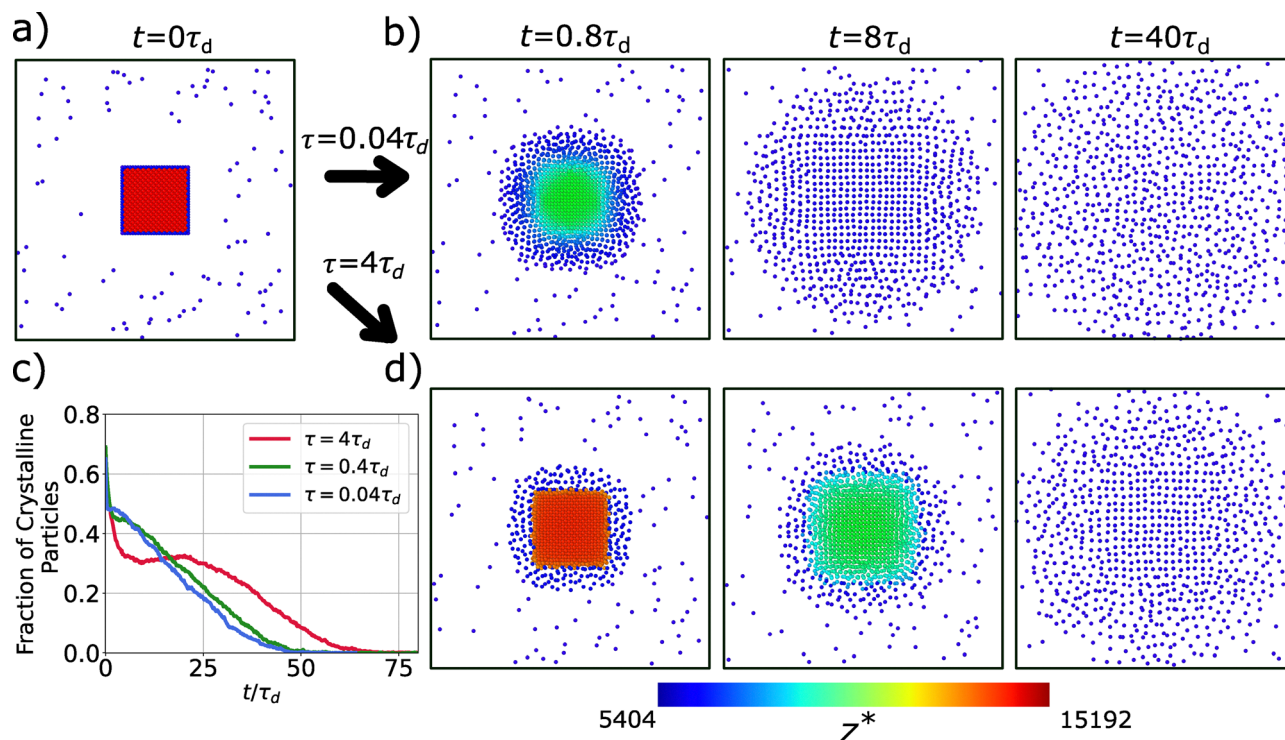 a)
t=0τd
b)
t=0.8τd
t=8τd
t=40τd
τ=0.04τd
τ=4τd
c)
Fraction of Crystalline
Particles
0.8
0.6
0.4
0.2
0.0
τ = 4τd
τ = 0.4τd
τ = 0.04τd
0
25
50
75
t/τd
d)
5404
z*
15192